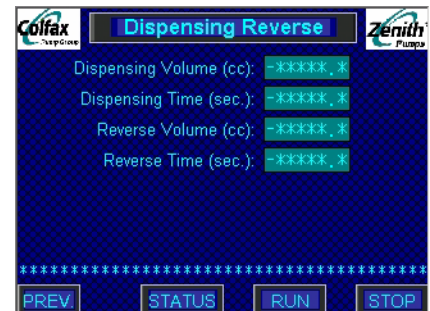 Colfax
Pump Group
Dispensing Reverse
Zenith
Pumps
Dispensing Volume (cc): -*****.*
Dispensing Time (sec.): -*****.*
Reverse Volume (cc): -*****.*
Reverse Time (sec.): -*****.*
****************************************
PREV. STATUS RUN STOP